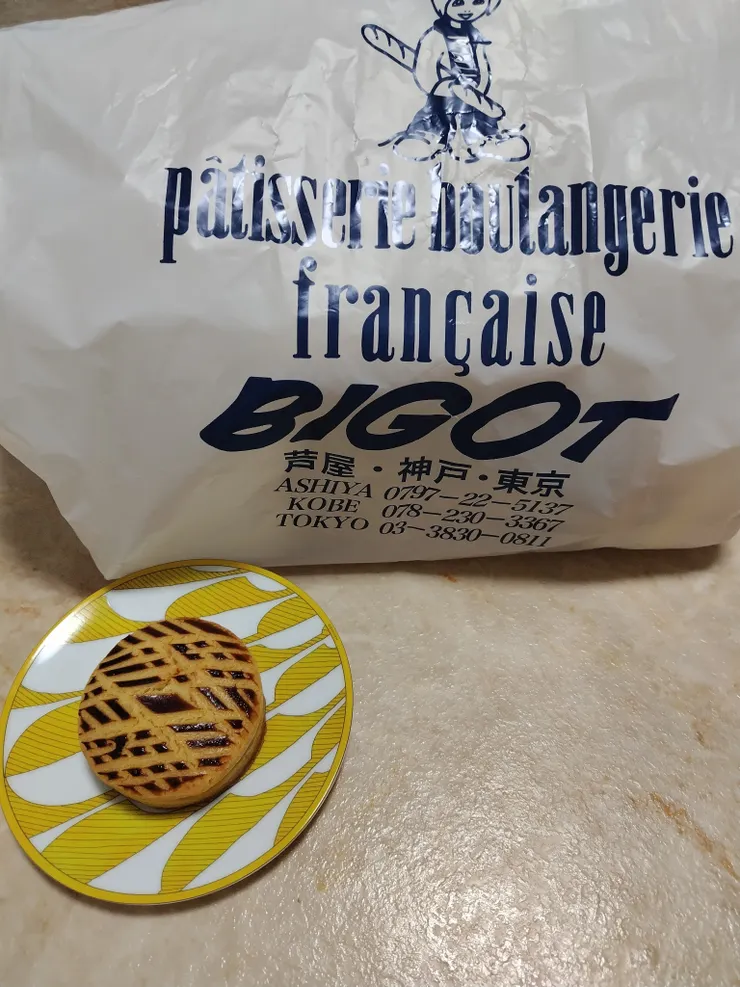 pâtisserie boulangerie
française
BIGOT
芦屋・神戸・東京
ASHIYA 0797-22-5137
KOBE 078-230-3367
TOKYO 03-3830-0811